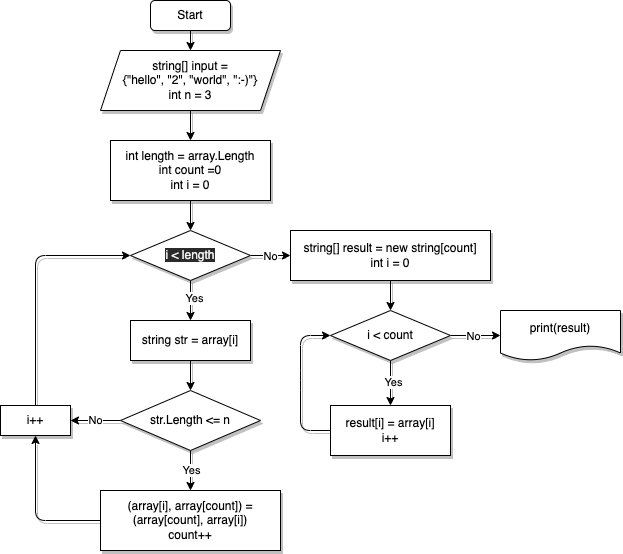 Start
string[] input =
{"hello", "2", "world", ":-)"}
int n = 3
int length = array.Length
int count =0
int i = 0
i < length
No
string[] result = new string[count]
int i = 0
Yes
string str = array[i]
i < count
No
print(result)
Yes
i++
No
str.Length <= n
result[i] = array[i]
i++
Yes
(array[i], array[count]) =
(array[count], array[i])
count++